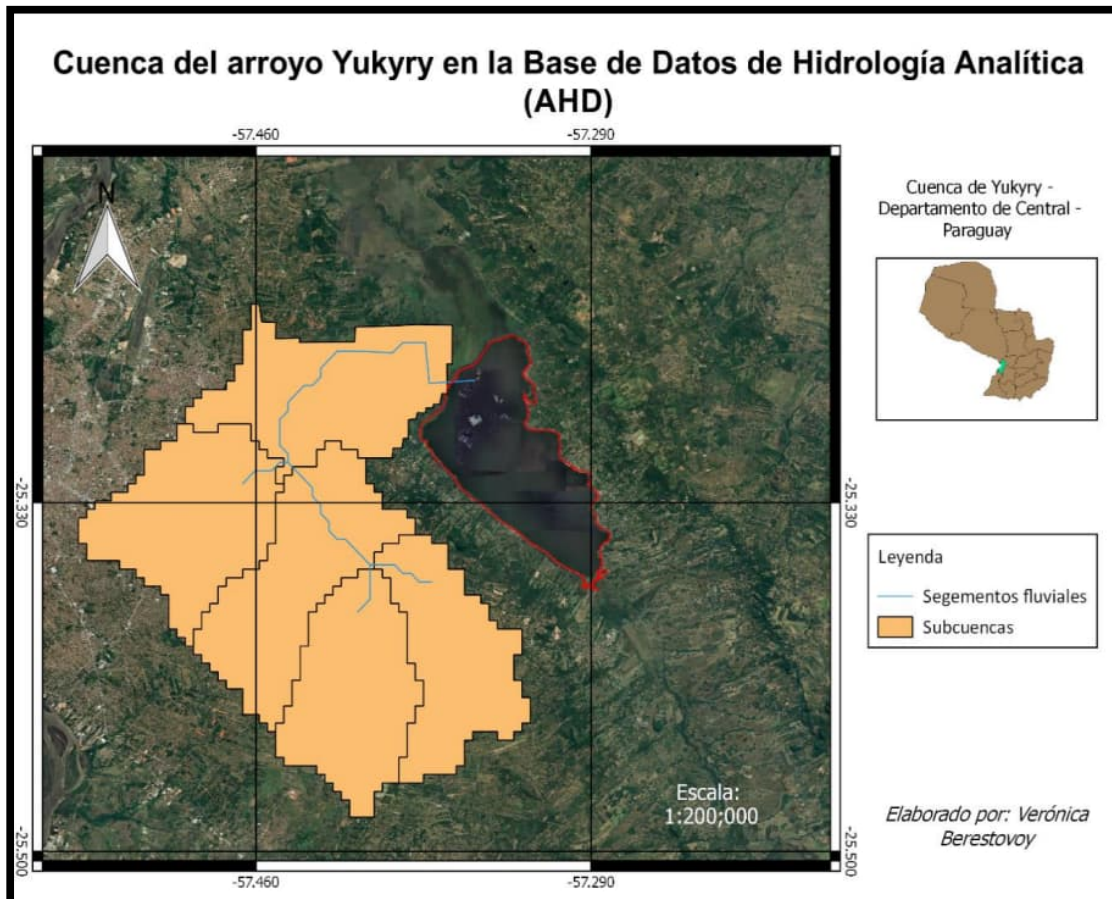 Cuenca del arroyo Yukyry en la Base de Datos de Hidrología Analítica
(AHD)
-57.460
-57.290
N
Cuenca de Yukyry -
Departamento de Central -
Paraguay
-25.330
-25.330
Leyenda
Segementos fluviales
Subcuencas
Escala:
1:200;000
Elaborado por: Verónica
Berestovoy
-25.500
-25.500
-57.460
-57.290